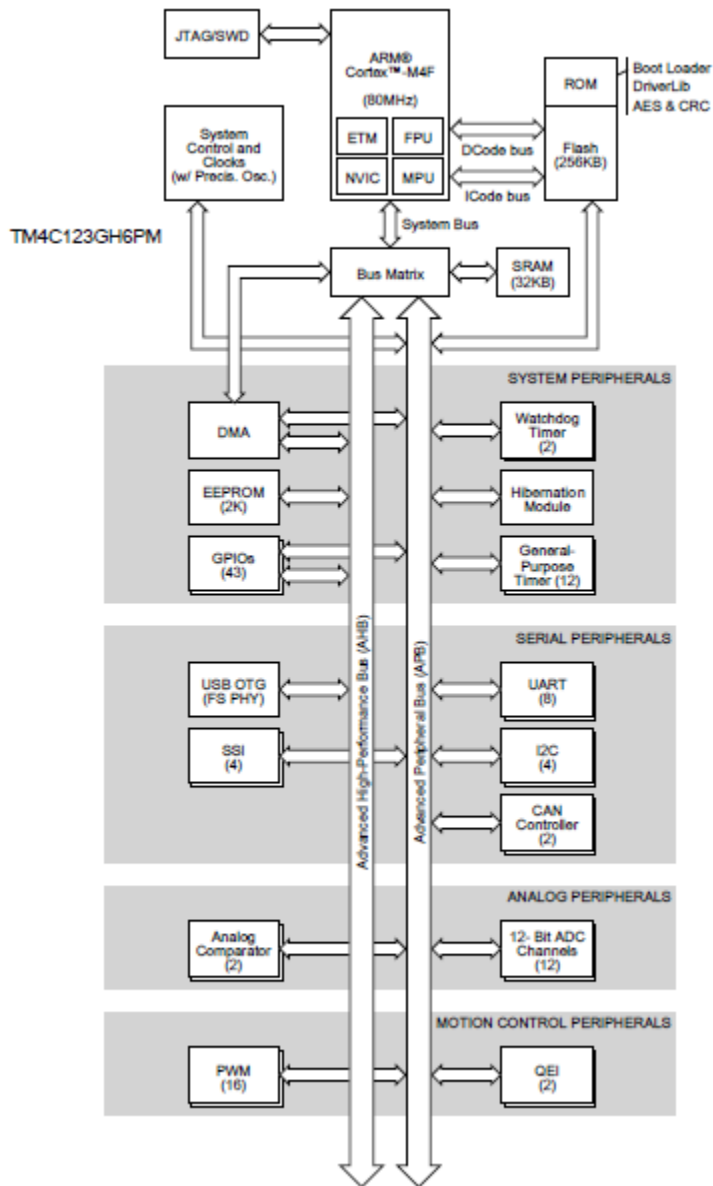 JTAG/SWD
ARM®
Cortex™-M4F
(80MHz)
ETM
FPU
NVIC
MPU
ROM
Boot Loader
DriverLib
AES & CRC
Flash
(256KB)
DCode bus
ICode bus
System
Control and
Clocks
(w/ Precis. Osc.)
TM4C123GH6PM
System Bus
Bus Matrix
SRAM
(32KB)
SYSTEM PERIPHERALS
DMA
Watchdog
Timer
(2)
EEPROM
(2K)
Hibernation
Module
GPIOs
(43)
General-
Purpose
Timer (12)
Advanced High-Performance Bus (AHB)
Advanced Peripheral Bus (APB)
SERIAL PERIPHERALS
USB OTG
(FS PHY)
UART
(8)
SSI
(4)
I2C
(4)
CAN
Controller
(2)
ANALOG PERIPHERALS
Analog
Comparator
(2)
12- Bit ADC
Channels
(12)
MOTION CONTROL PERIPHERALS
PWM
(16)
QEI
(2)